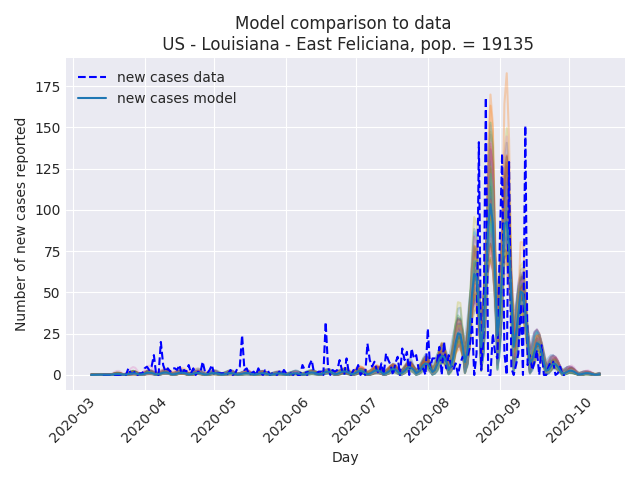 Model comparison to data
US - Louisiana - East Feliciana, pop. = 19135
new cases data
new cases model
Number of new cases reported
175
150
125
100
75
50
25
0
2020-03
2020-04
2020-05
2020-06
2020-07
2020-08
2020-09
2020-10
Day